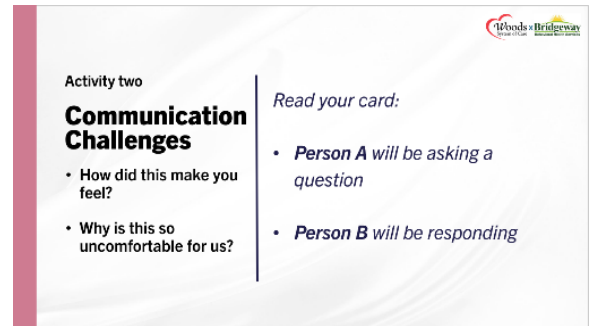 Woods x Bridgeway
Activity two
Communication
Challenges
• How did this make you
feel?
• Why is this so
uncomfortable for us?
Read your card:
• Person A will be asking a
question
• Person B will be responding